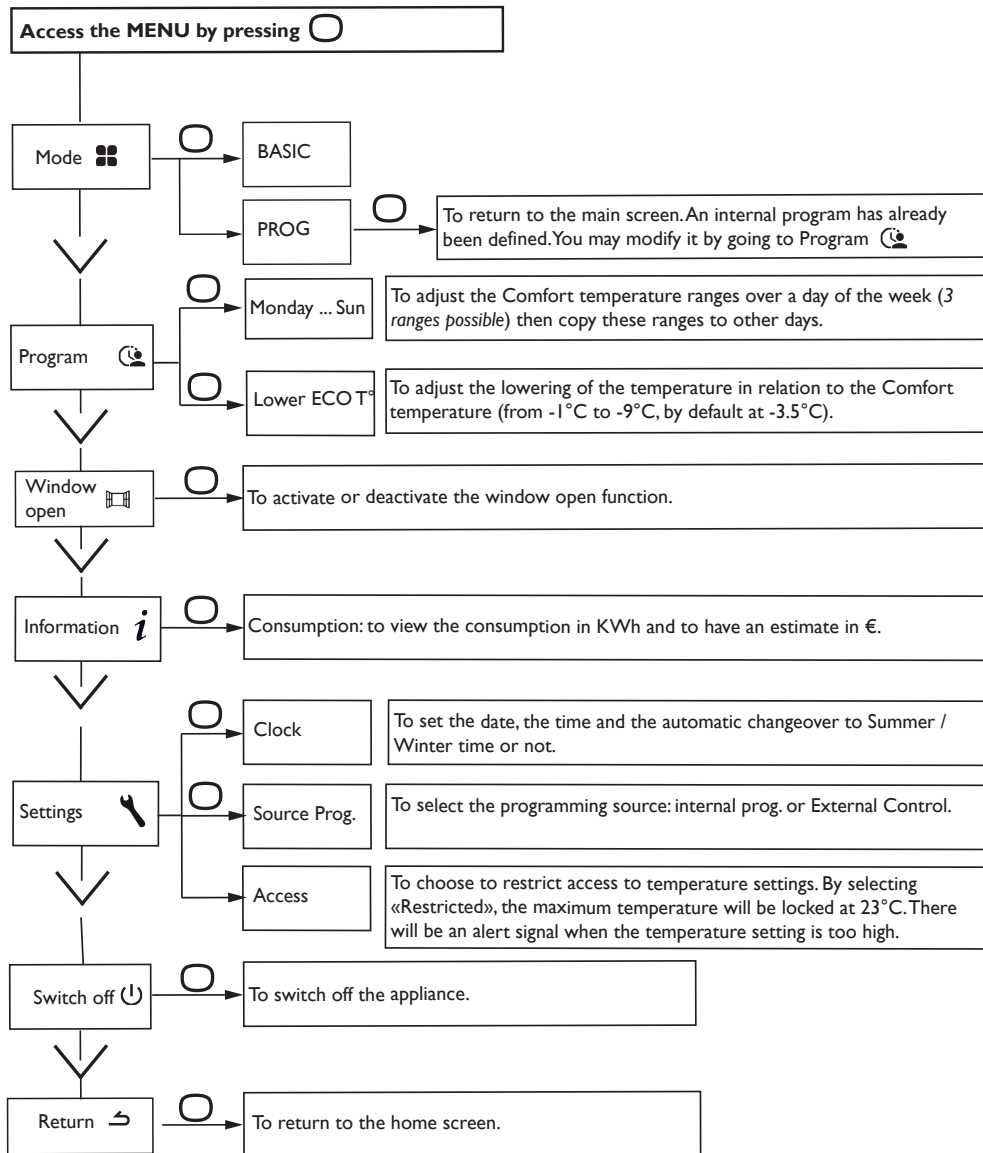 Access the MENU by pressing
Mode
BASIC
PROG
To return to the main screen. An internal program has already
been defined. You may modify it by going to Program
Program
Monday ... Sun
To adjust the Comfort temperature ranges over a day of the week (3
ranges possible) then copy these ranges to other days.
Lower ECO T°
To adjust the lowering of the temperature in relation to the Comfort
temperature (from -1°C to -9°C, by default at -3.5°C).
Window
open
To activate or deactivate the window open function.
Information i
Consumption: to view the consumption in KWh and to have an estimate in €.
Settings
Clock
To set the date, the time and the automatic changeover to Summer /
Winter time or not.
Source Prog.
To select the programming source: internal prog. or External Control.
Access
To choose to restrict access to temperature settings. By selecting
«Restricted», the maximum temperature will be locked at 23°C. There
will be an alert signal when the temperature setting is too high.
Switch off
To switch off the appliance.
Return
To return to the home screen.